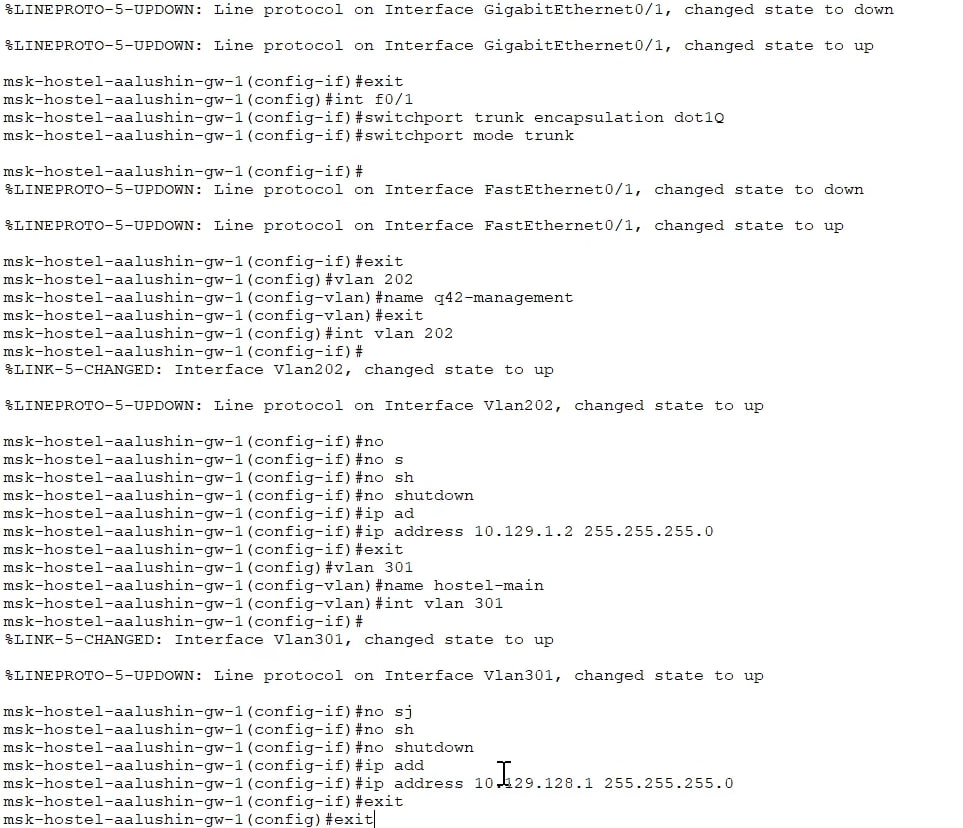 %LINEPROTO-5-UPDOWN: Line protocol on Interface GigabitEthernet0/1, changed state to down
%LINEPROTO-5-UPDOWN: Line protocol on Interface GigabitEthernet0/1, changed state to up
msk-hostel-aalushin-gw-1(config-if)#exit
msk-hostel-aalushin-gw-1(config)#int f0/1
msk-hostel-aalushin-gw-1(config-if)#switchport trunk encapsulation dot1Q
msk-hostel-aalushin-gw-1(config-if)#switchport mode trunk
msk-hostel-aalushin-gw-1(config-if)#
%LINEPROTO-5-UPDOWN: Line protocol on Interface FastEthernet0/1, changed state to down
%LINEPROTO-5-UPDOWN: Line protocol on Interface FastEthernet0/1, changed state to up
msk-hostel-aalushin-gw-1(config-if)#exit
msk-hostel-aalushin-gw-1(config)#vlan 202
msk-hostel-aalushin-gw-1(config-vlan)#name q42-management
msk-hostel-aalushin-gw-1(config-vlan)#exit
msk-hostel-aalushin-gw-1(config)#int vlan 202
msk-hostel-aalushin-gw-1(config-if)#
%LINK-5-CHANGED: Interface Vlan202, changed state to up
%LINEPROTO-5-UPDOWN: Line protocol on Interface Vlan202, changed state to up
msk-hostel-aalushin-gw-1(config-if)#no
msk-hostel-aalushin-gw-1(config-if)#no s
msk-hostel-aalushin-gw-1(config-if)#no sh
msk-hostel-aalushin-gw-1(config-if)#no shutdown
msk-hostel-aalushin-gw-1(config-if)#ip ad
msk-hostel-aalushin-gw-1(config-if)#ip address 10.129.1.2 255.255.255.0
msk-hostel-aalushin-gw-1(config-if)#exit
msk-hostel-aalushin-gw-1(config)#vlan 301
msk-hostel-aalushin-gw-1(config-vlan)#name hostel-main
msk-hostel-aalushin-gw-1(config-vlan)#int vlan 301
msk-hostel-aalushin-gw-1(config-if)#
%LINK-5-CHANGED: Interface Vlan301, changed state to up
%LINEPROTO-5-UPDOWN: Line protocol on Interface Vlan301, changed state to up
msk-hostel-aalushin-gw-1(config-if)#no sj
msk-hostel-aalushin-gw-1(config-if)#no sh
msk-hostel-aalushin-gw-1(config-if)#no shutdown
msk-hostel-aalushin-gw-1(config-if)#ip add
msk-hostel-aalushin-gw-1(config-if)#ip address 10.129.128.1 255.255.255.0
msk-hostel-aalushin-gw-1(config-if)#exit
msk-hostel-aalushin-gw-1(config)#exit